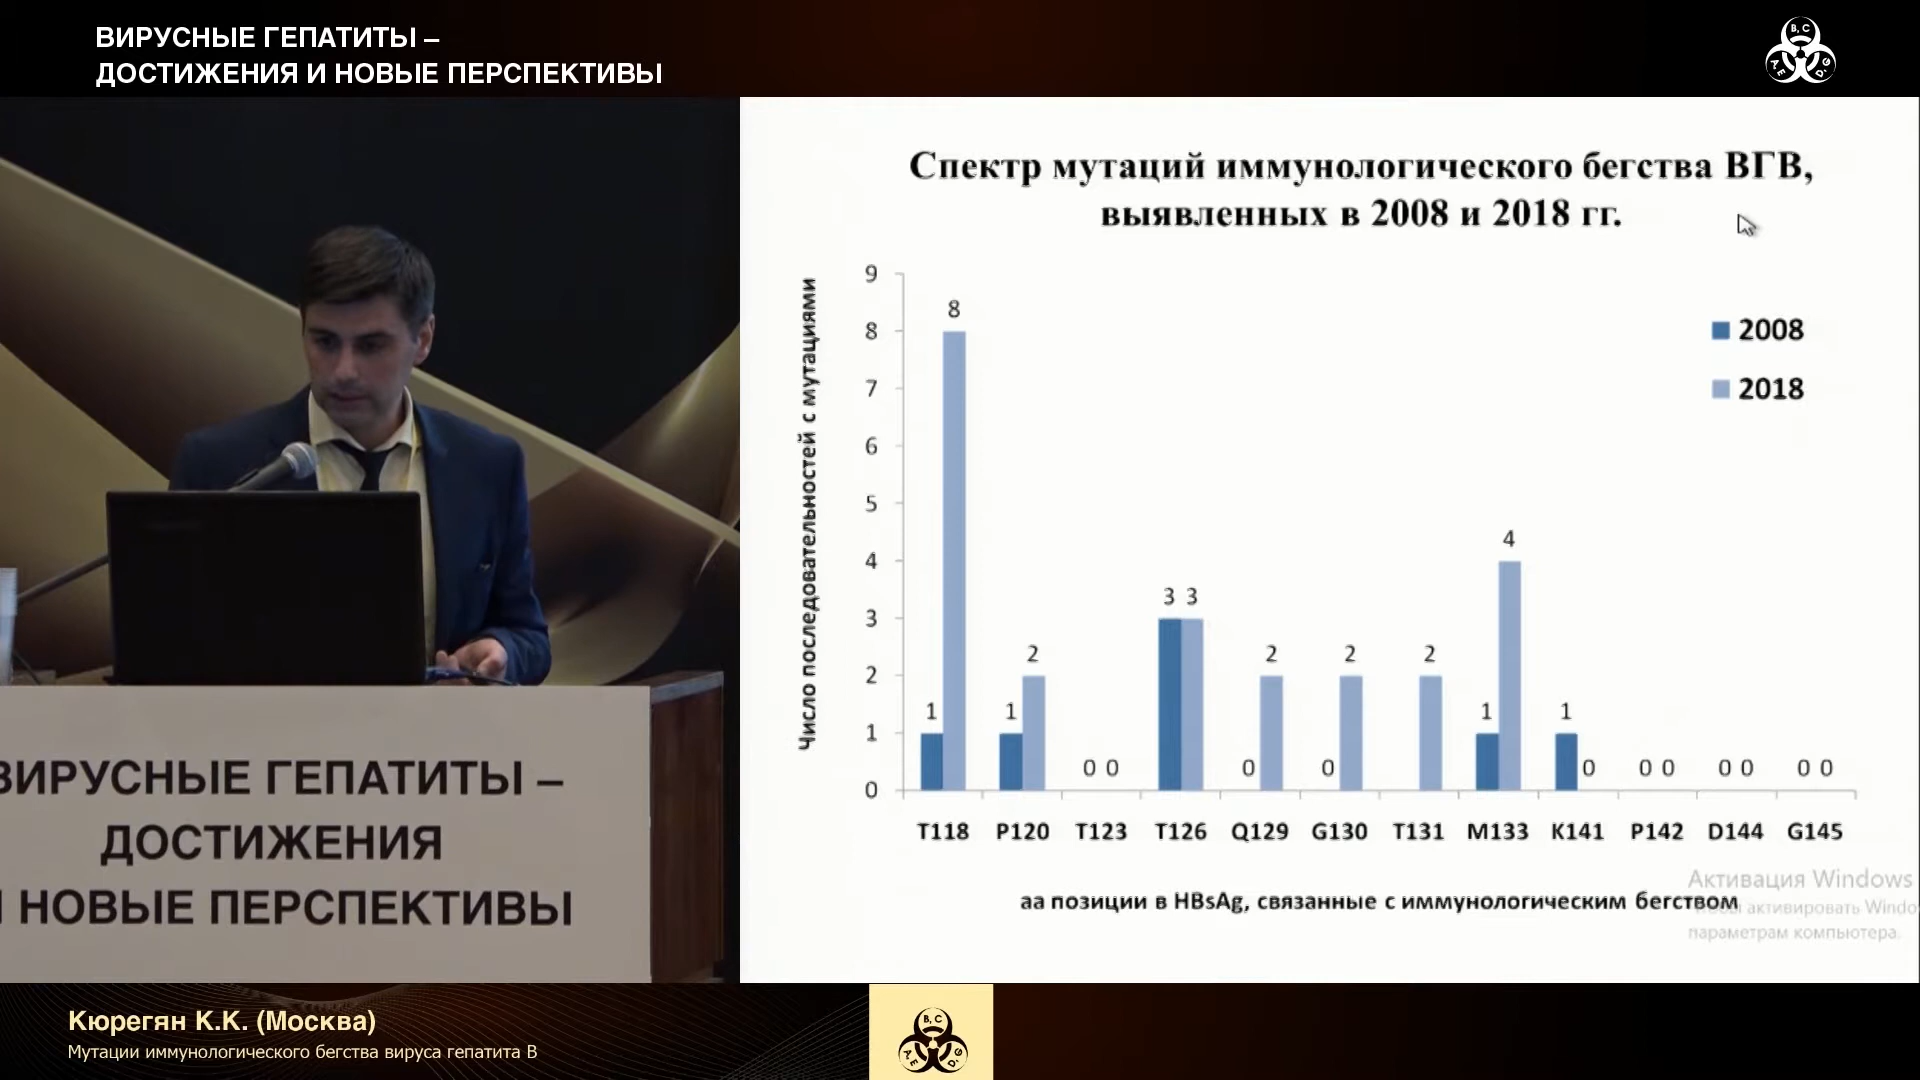 ВИРУСНЫЕ ГЕПАТИТЫ –
ДОСТИЖЕНИЯ И НОВЫЕ ПЕРСПЕКТИВЫ
B, C
A, E
D, G
Спектр мутаций иммунологического бегства ВГВ,
выявленных в 2008 и 2018 гг.
Число последовательностей с мутациями
9
8
7
6
5
4
3
2
1
0
1 8
1 2
0 0
3 3
0 2
0 2
2
1 4
1 0
0 0
0 0
0 0
2008
2018
T118 P120 T123 T126 Q129 G130 T131 M133 K141 P142 D144 G145
аа позиции в HBsAg, связанные с иммунологическим бегством
Активация Windows
активировать Windo
параметрам компьютера.
ВИРУСНЫЕ ГЕПАТИТЫ –
ДОСТИЖЕНИЯ
И НОВЫЕ ПЕРСПЕКТИВЫ
Кюрегян К.К. (Москва)
Мутации иммунологического бегства вируса гепатита В
B, C
A, E
D, G